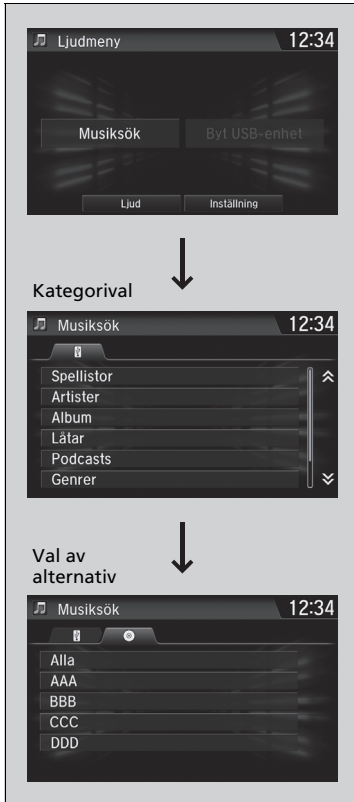 Ljudmeny 12:34
Musiksök Byt USB-enhet
Ljud Inställning
Kategorival
Musiksök 12:34
Spellistor
Artister
Album
Låtar
Podcasts
Genrer
Val av
alternativ
Musiksök 12:34
Alla
AAA
BBB
CCC
DDD